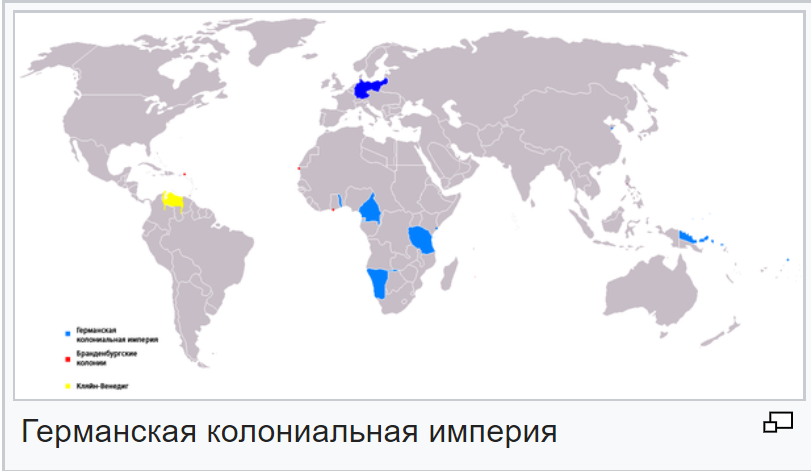 Германская
колониальная империя
Бранденбургские
колонии
Кляйн-Венедиг
Германская колониальная империя